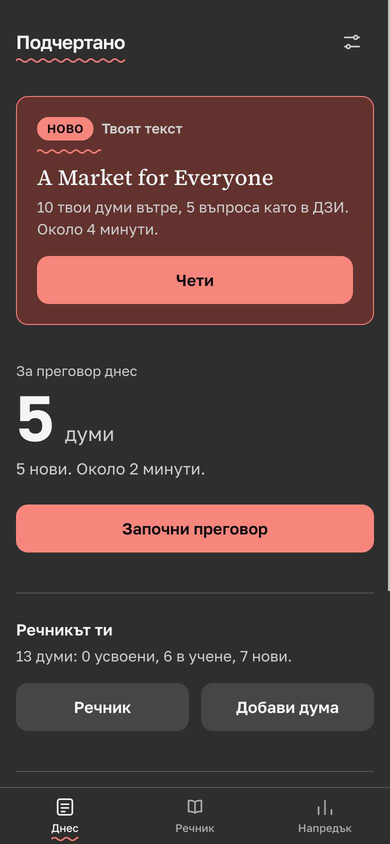 Подчертано
НОВО Твоят текст
A Market for Everyone
10 твои думи вътре, 5 въпроса като в ДЗИ.
Около 4 минути.
Чети
За преговор днес
5 думи
5 нови. Около 2 минути.
Започни преговор
Речникът ти
13 думи: 0 усвоени, 6 в учене, 7 нови.
Речник Добави дума
Днес Речник Напредък